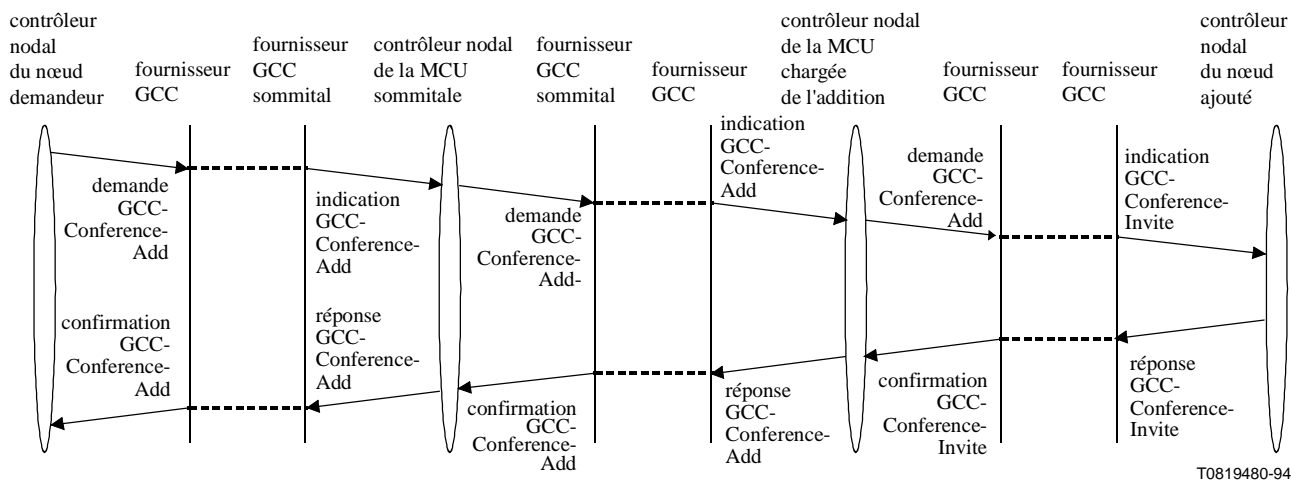 contrôleur
nodal
du nœud
demandeur
fournisseur
GCC
fournisseur
GCC
sommital
contrôleur nodal
de la MCU
sommitale
fournisseur
GCC
sommital
fournisseur
GCC
contrôleur nodal
de la MCU
chargée
de l'addition
fournisseur
GCC
fournisseur
GCC
contrôleur
nodal
du nœud
ajouté
demande
GCC-
Conference-
Add
indication
GCC-
Conference-
Add
demande
GCC-
Conference-
Add-
indication
GCC-
Conference-
Add
demande
GCC-
Conference-
Add
indication
GCC-
Conference-
Invite
confirmation
GCC-
Conference-
Add
réponse
GCC-
Conference-
Add
confirmation
GCC-
Conference-
Add
réponse
GCC-
Conference-
Add
confirmation
GCC-
Conference-
Invite
réponse
GCC-
Conference-
Invite
T0819480-94